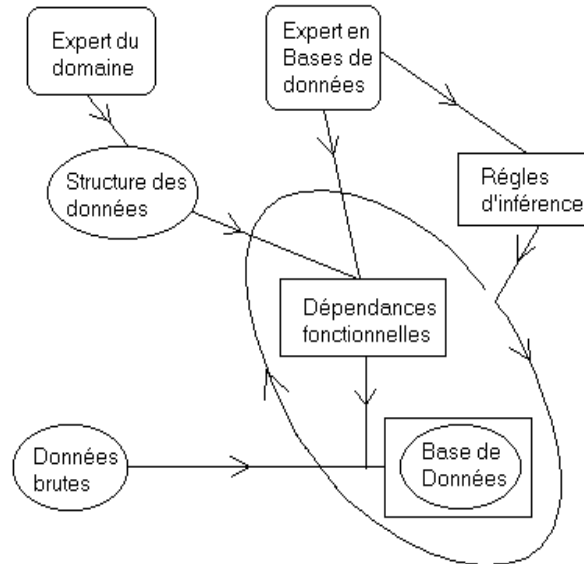 Expert du
domaine
Expert en
Bases de
données
Structure des
données
Régles
d'inférence
Dépendances
fonctionnelles
Données
brutes
Base de
Données